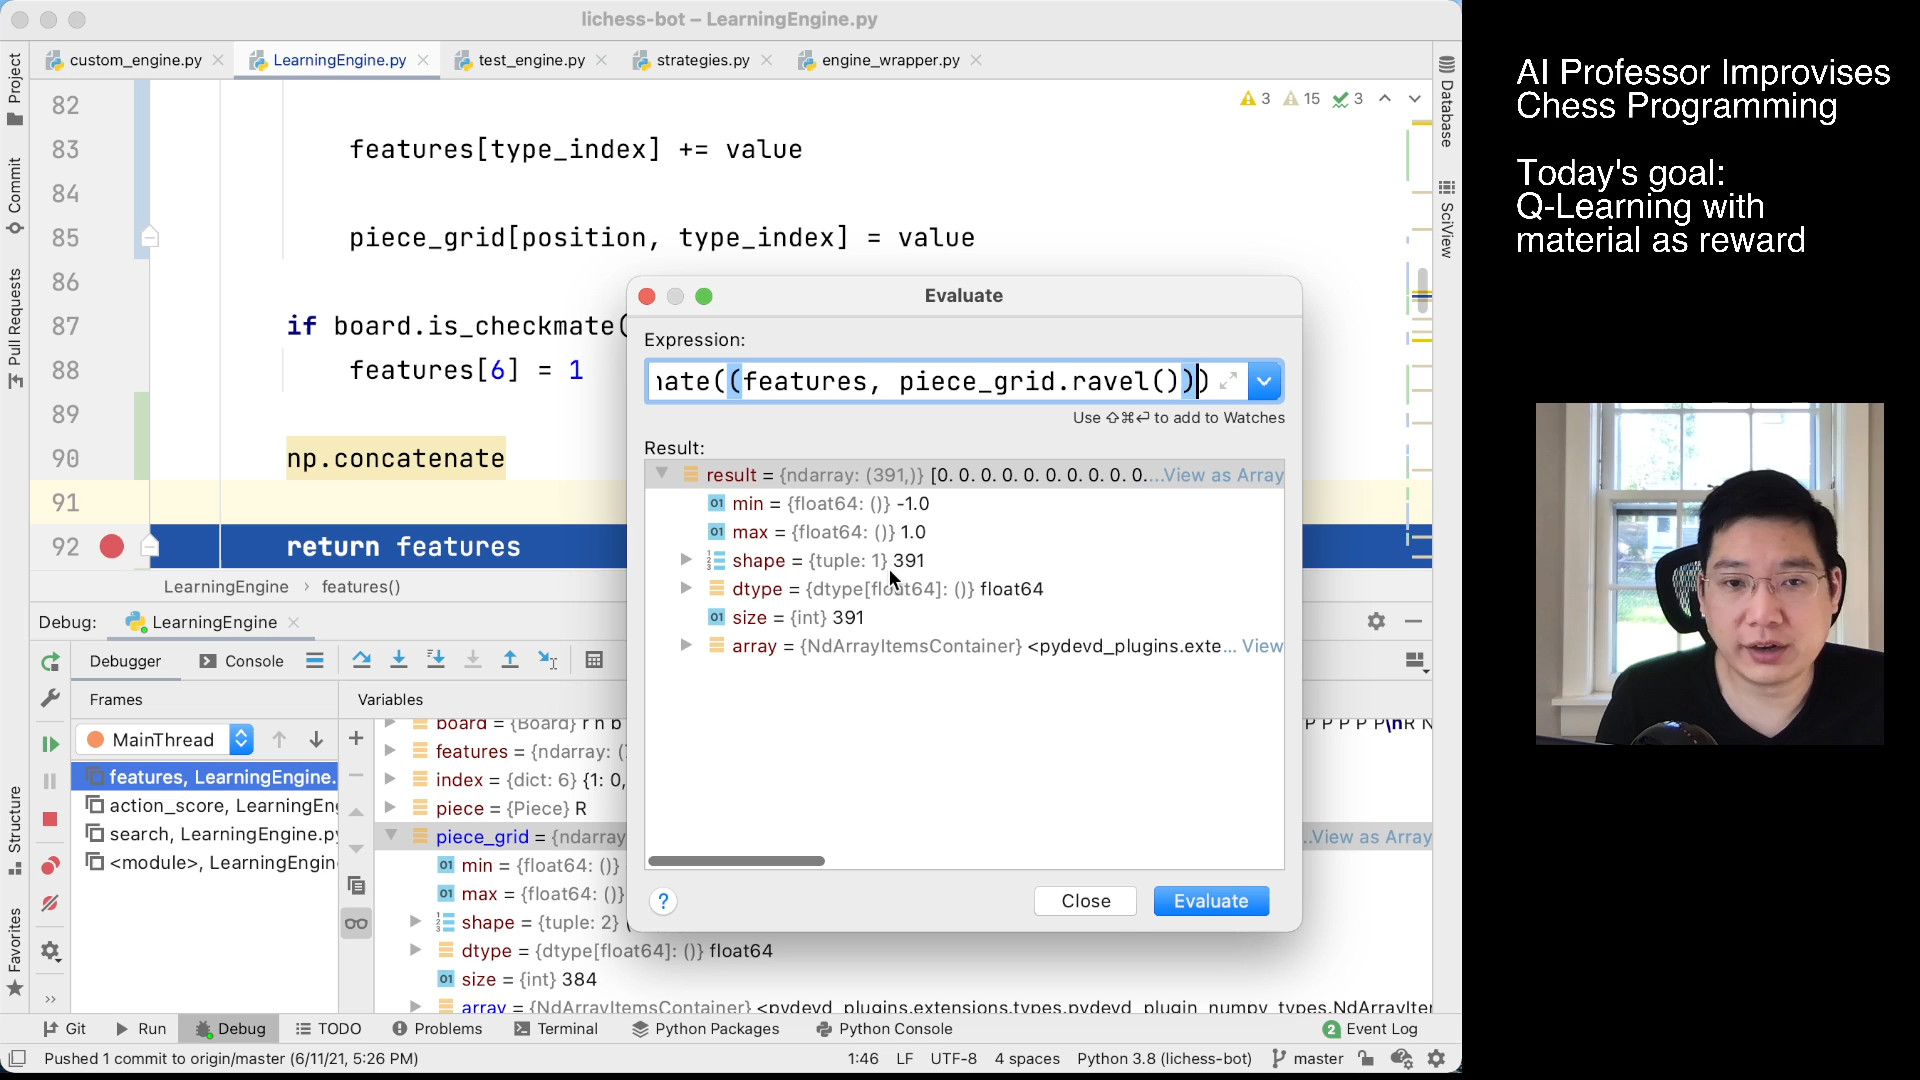 lichess-bot – LearningEngine.py
custom_engine.py
LearningEngine.py
test_engine.py
strategies.py
engine_wrapper.py
Project
Commit
Pull Requests
Structure
Favorites
Database
SciView
3
15
3
82
83 features[type_index] += value
84
85 piece_grid[position, type_index] = value
86
87 if board.is_checkmate(
88 features[6] = 1
89
90 np.concatenate
91
92 return features
LearningEngine › features()
Evaluate
Expression:
nate((features, piece_grid.ravel()))
Use ⇧⌘⏎ to add to Watches
Result:
result = {ndarray: (391,)} [0. 0. 0. 0. 0. 0. 0. 0. 0. 0....View as Array
min = {float64: ()} -1.0
max = {float64: ()} 1.0
shape = {tuple: 1} 391
dtype = {dtype[float64]: ()} float64
size = {int} 391
array = {NdArrayItemsContainer} <pydevd_plugins.exte... View
?
Close
Evaluate
Debug:
LearningEngine
Debugger
Console
Frames
Variables
MainThread
features, LearningEngine.
action_score, LearningEn
search, LearningEngine.py
<module>, LearningEngin
board = {Board} r n b
P P P P P\nR N
features = {ndarray: (
index = {dict: 6} {1: 0,
piece = {Piece} R
piece_grid = {ndarray
...View as Array
min = {float64: ()}
max = {float64: ()}
shape = {tuple: 2} (
dtype = {dtype[float64]: ()} float64
size = {int} 384
array = {NdArrayItemsContainer} <pydevd_plugins.extensions.types.pydevd_plugin_numpy_types.NdArrayIter
Git
Run
Debug
TODO
Problems
Terminal
Python Packages
Python Console
2 Event Log
Pushed 1 commit to origin/master (6/11/21, 5:26 PM)
1:46
LF
UTF-8
4 spaces
Python 3.8 (lichess-bot)
master
AI Professor Improvises
Chess Programming
Today's goal:
Q-Learning with
material as reward